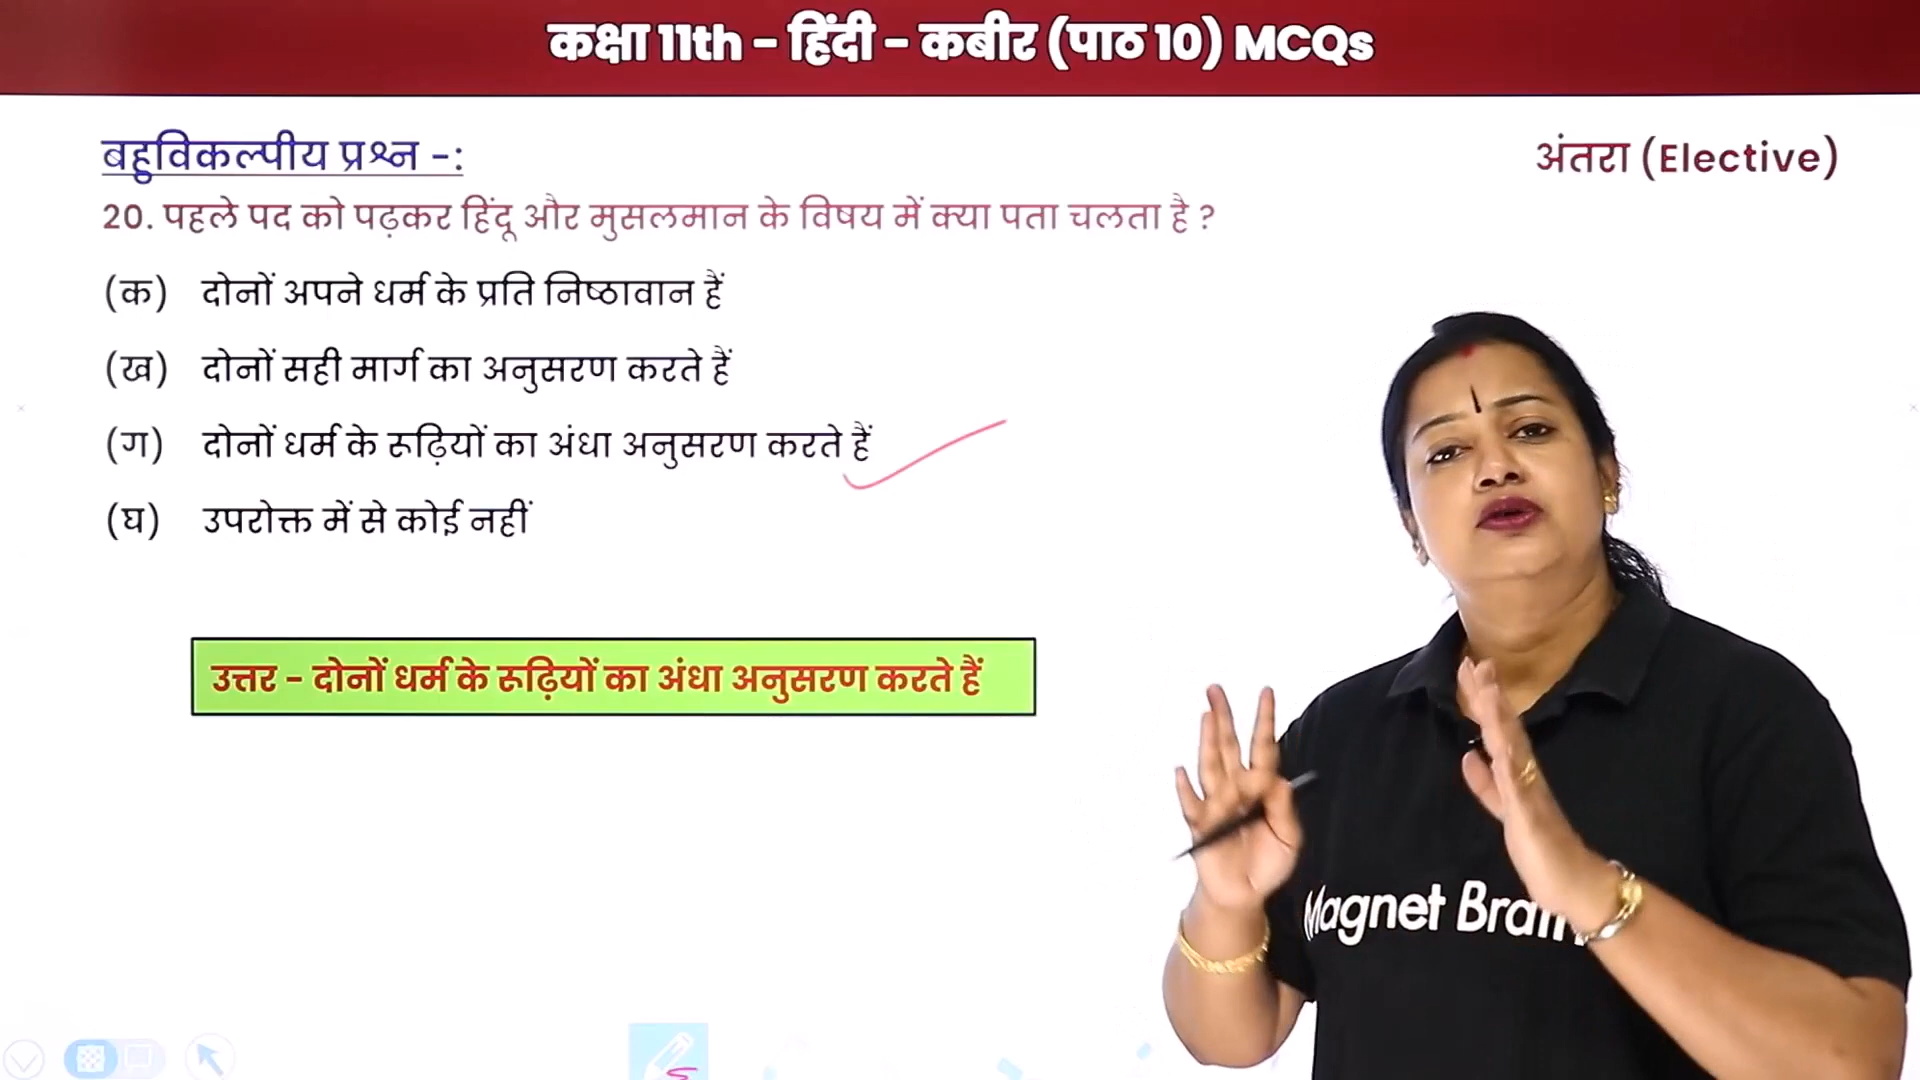 कक्षा 11th - हिंदी - कबीर (पाठ 10) MCQs
बहुविकल्पीय प्रश्न -:
अंतरा (Elective)
20. पहले पद को पढ़कर हिंदू और मुसलमान के विषय में क्या पता चलता है ?
(क) दोनों अपने धर्म के प्रति निष्ठावान हैं
(ख) दोनों सही मार्ग का अनुसरण करते हैं
(ग) दोनों धर्म के रूढ़ियों का अंधा अनुसरण करते हैं
(घ) उपरोक्त में से कोई नहीं
उत्तर - दोनों धर्म के रूढ़ियों का अंधा अनुसरण करते हैं
Magnet Brain